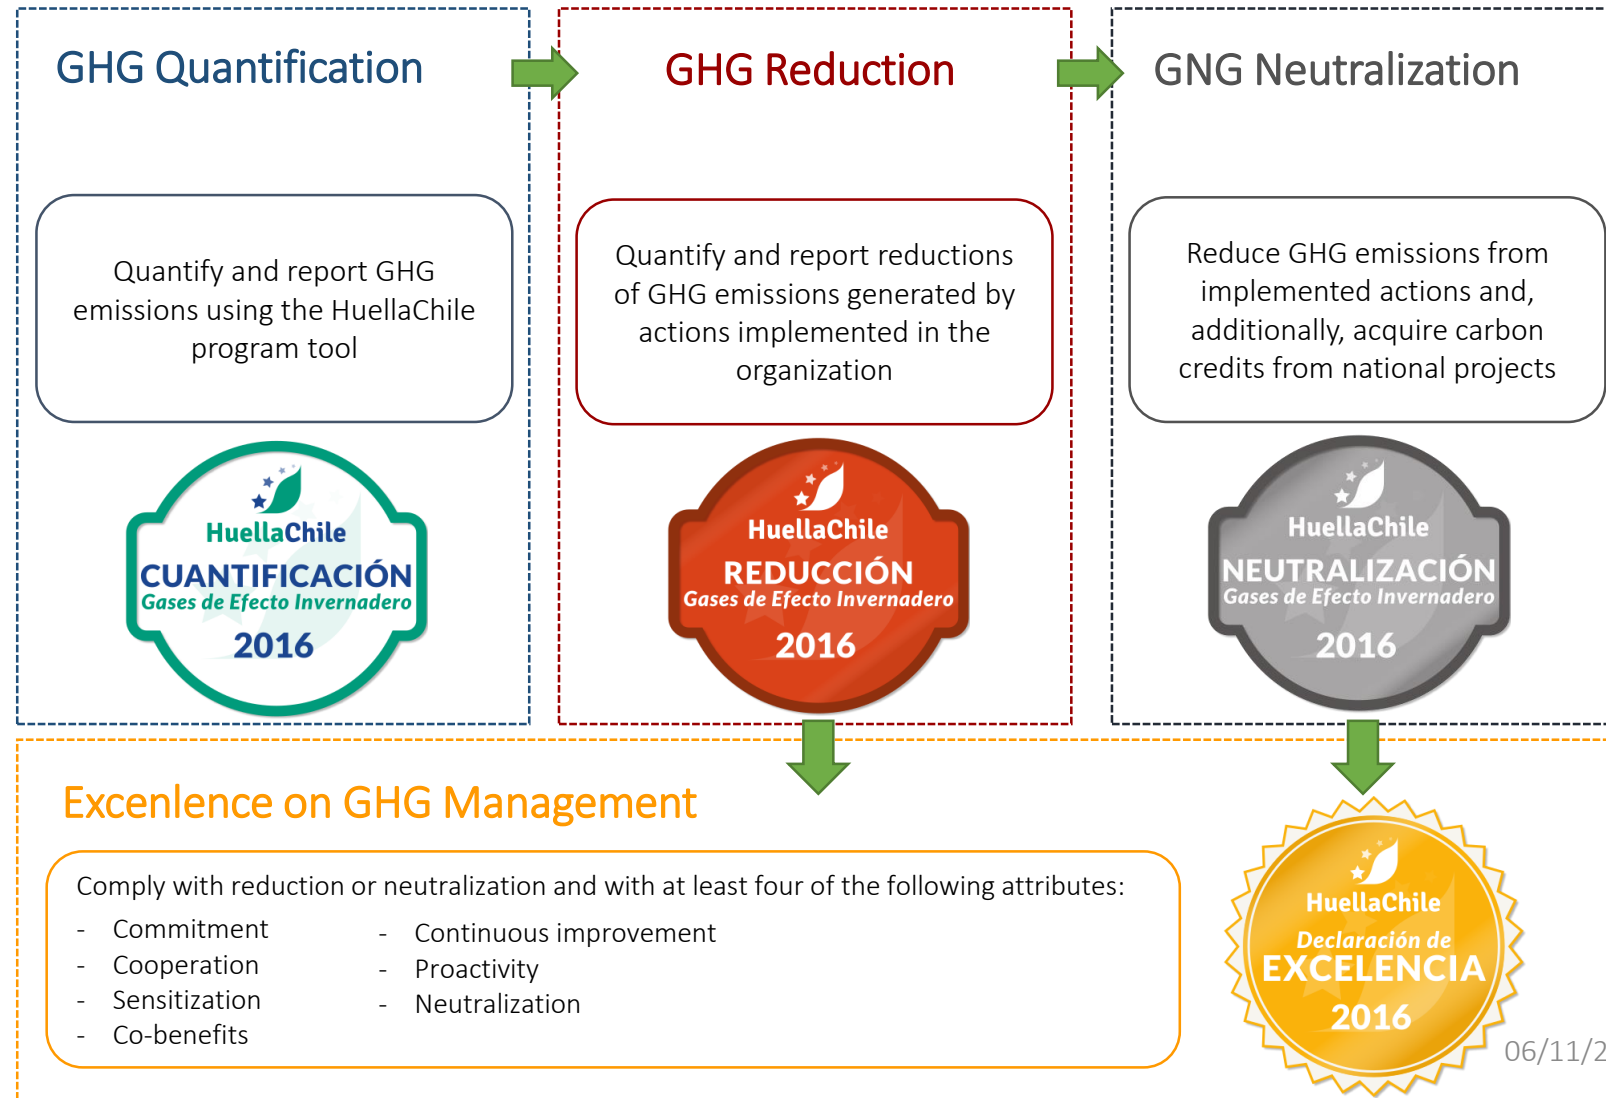 GHG Quantification
GHG Reduction
GNG Neutralization
Quantify and report GHG
emissions using the HuellaChile
program tool
Quantify and report reductions
of GHG emissions generated by
actions implemented in the
organization
Reduce GHG emissions from
implemented actions and,
additionally, acquire carbon
credits from national projects
HuellaChile
CUANTIFICACIÓN
Gases de Efecto Invernadero
2016
HuellaChile
REDUCCIÓN
Gases de Efecto Invernadero
2016
HuellaChile
NEUTRALIZACIÓN
Gases de Efecto Invernadero
2016
Excenlence on GHG Management
Comply with reduction or neutralization and with at least four of the following attributes:
- Commitment
- Cooperation
- Sensitization
- Co-benefits
- Continuous improvement
- Proactivity
- Neutralization
HuellaChile
Declaración de
EXCELENCIA
2016
06/11/2